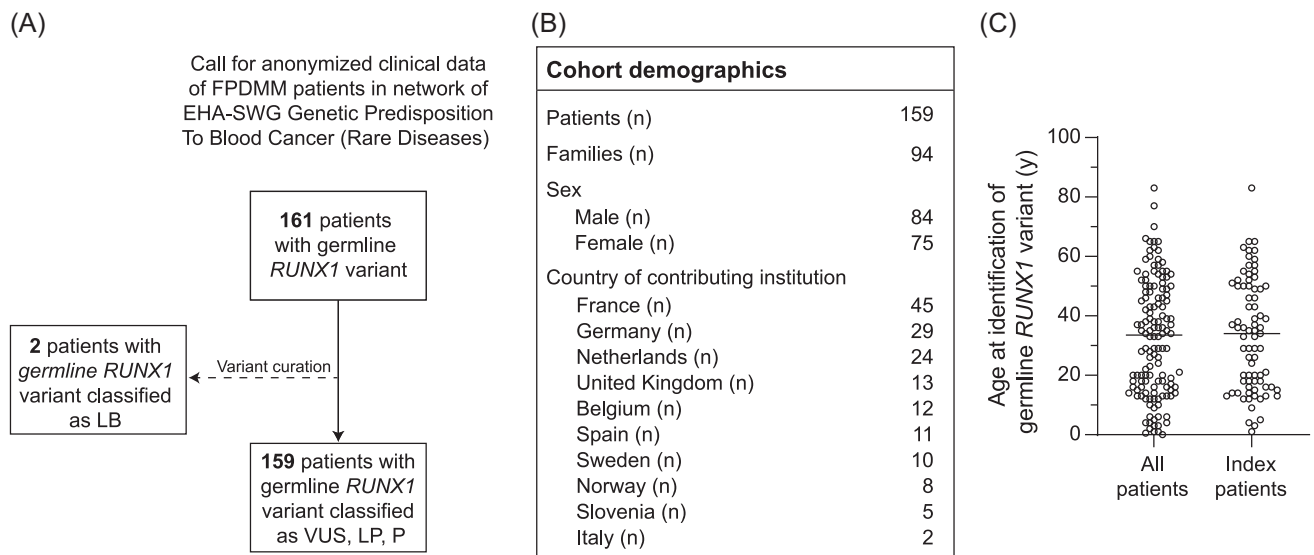 (A)
Call for anonymized clinical data
of FPDMM patients in network of
EHA-SWG Genetic Predisposition
To Blood Cancer (Rare Diseases)
161 patients
with germline
RUNX1 variant
Variant curation
2 patients with
germline RUNX1
variant classified
as LB
159 patients with
germline RUNX1
variant classified
as VUS, LP, P
(B)
Cohort demographics
Patients (n) 159
Families (n) 94
Sex
Male (n) 84
Female (n) 75
Country of contributing institution
France (n) 45
Germany (n) 29
Netherlands (n) 24
United Kingdom (n) 13
Belgium (n) 12
Spain (n) 11
Sweden (n) 10
Norway (n) 8
Slovenia (n) 5
Italy (n) 2
(C)
Age at identification of
germline RUNX1 variant (y)
100
80
60
40
20
0
All
patients
Index
patients